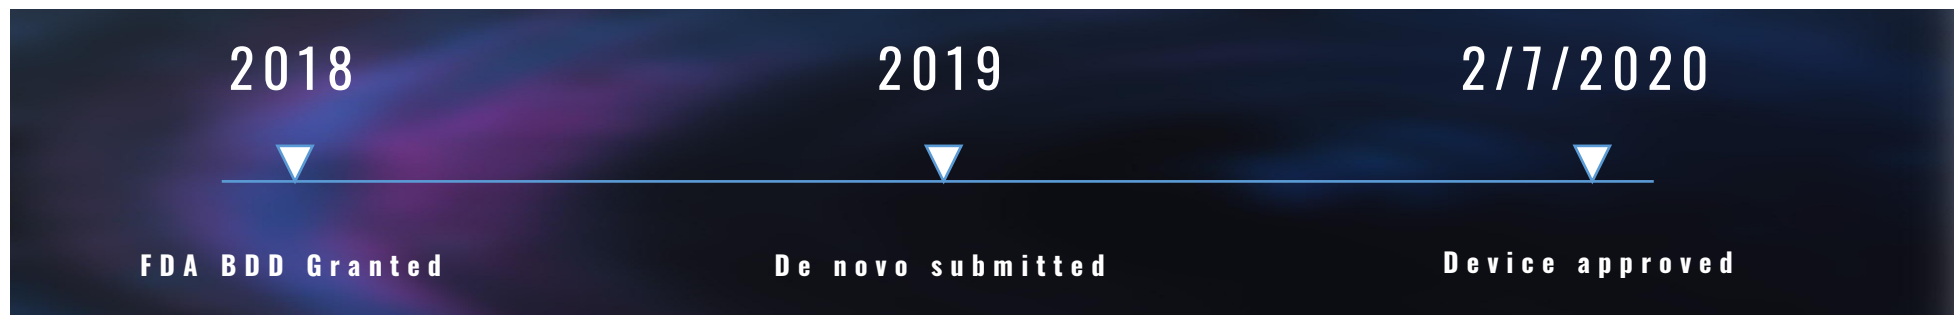 2018 2019 2/7/2020
FDA BDD Granted De novo submitted Device approved